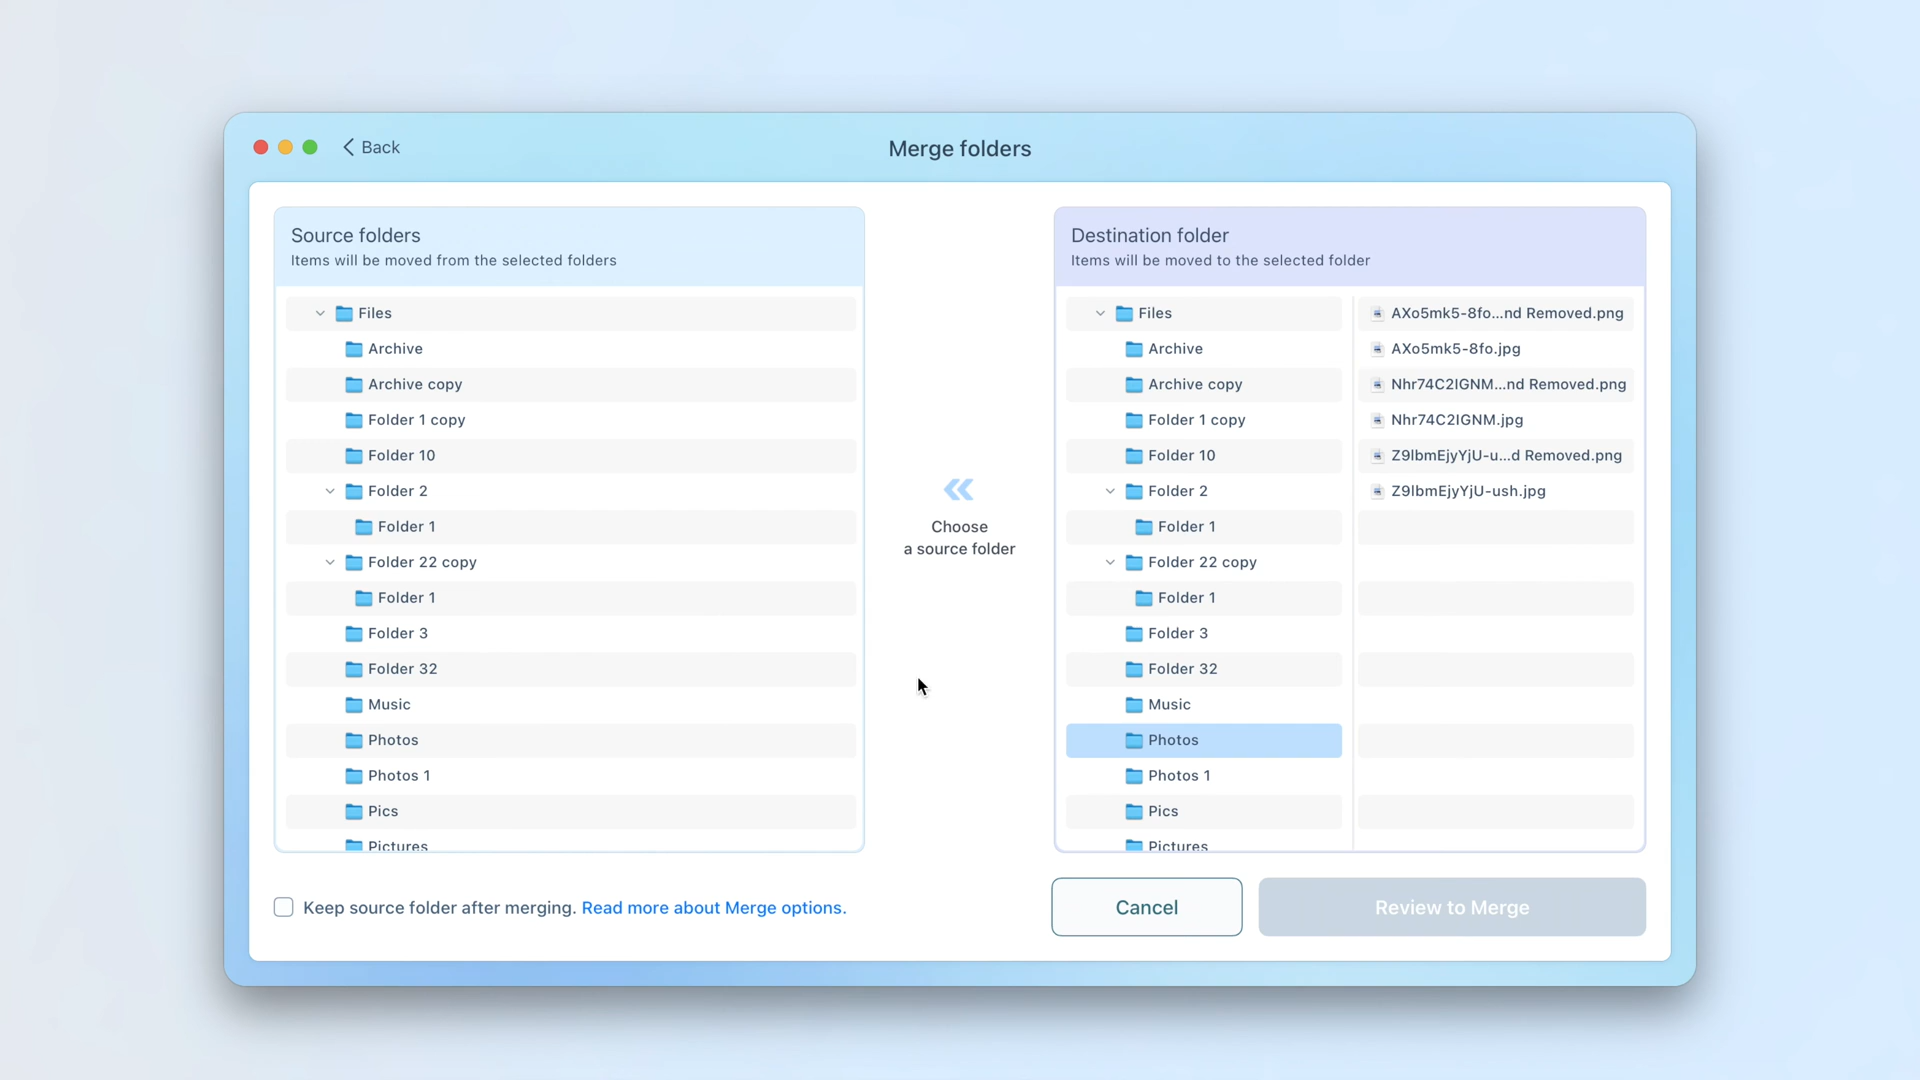 Back
Merge folders
Source folders
Items will be moved from the selected folders
Files
Archive
Archive copy
Folder 1 copy
Folder 10
Folder 2
Folder 1
Folder 22 copy
Folder 1
Folder 3
Folder 32
Music
Photos
Photos 1
Pics
Pictures
Choose
a source folder
Destination folder
Items will be moved to the selected folder
Files
Archive
Archive copy
Folder 1 copy
Folder 10
Folder 2
Folder 1
Folder 22 copy
Folder 1
Folder 3
Folder 32
Music
Photos
Photos 1
Pics
Pictures
AXo5mk5-8fo...nd Removed.png
AXo5mk5-8fo.jpg
Nhr74C2IGNM...nd Removed.png
Nhr74C2IGNM.jpg
Z9lbmEjyYjU-u...d Removed.png
Z9lbmEjyYjU-ush.jpg
Keep source folder after merging. Read more about Merge options.
Cancel
Review to Merge